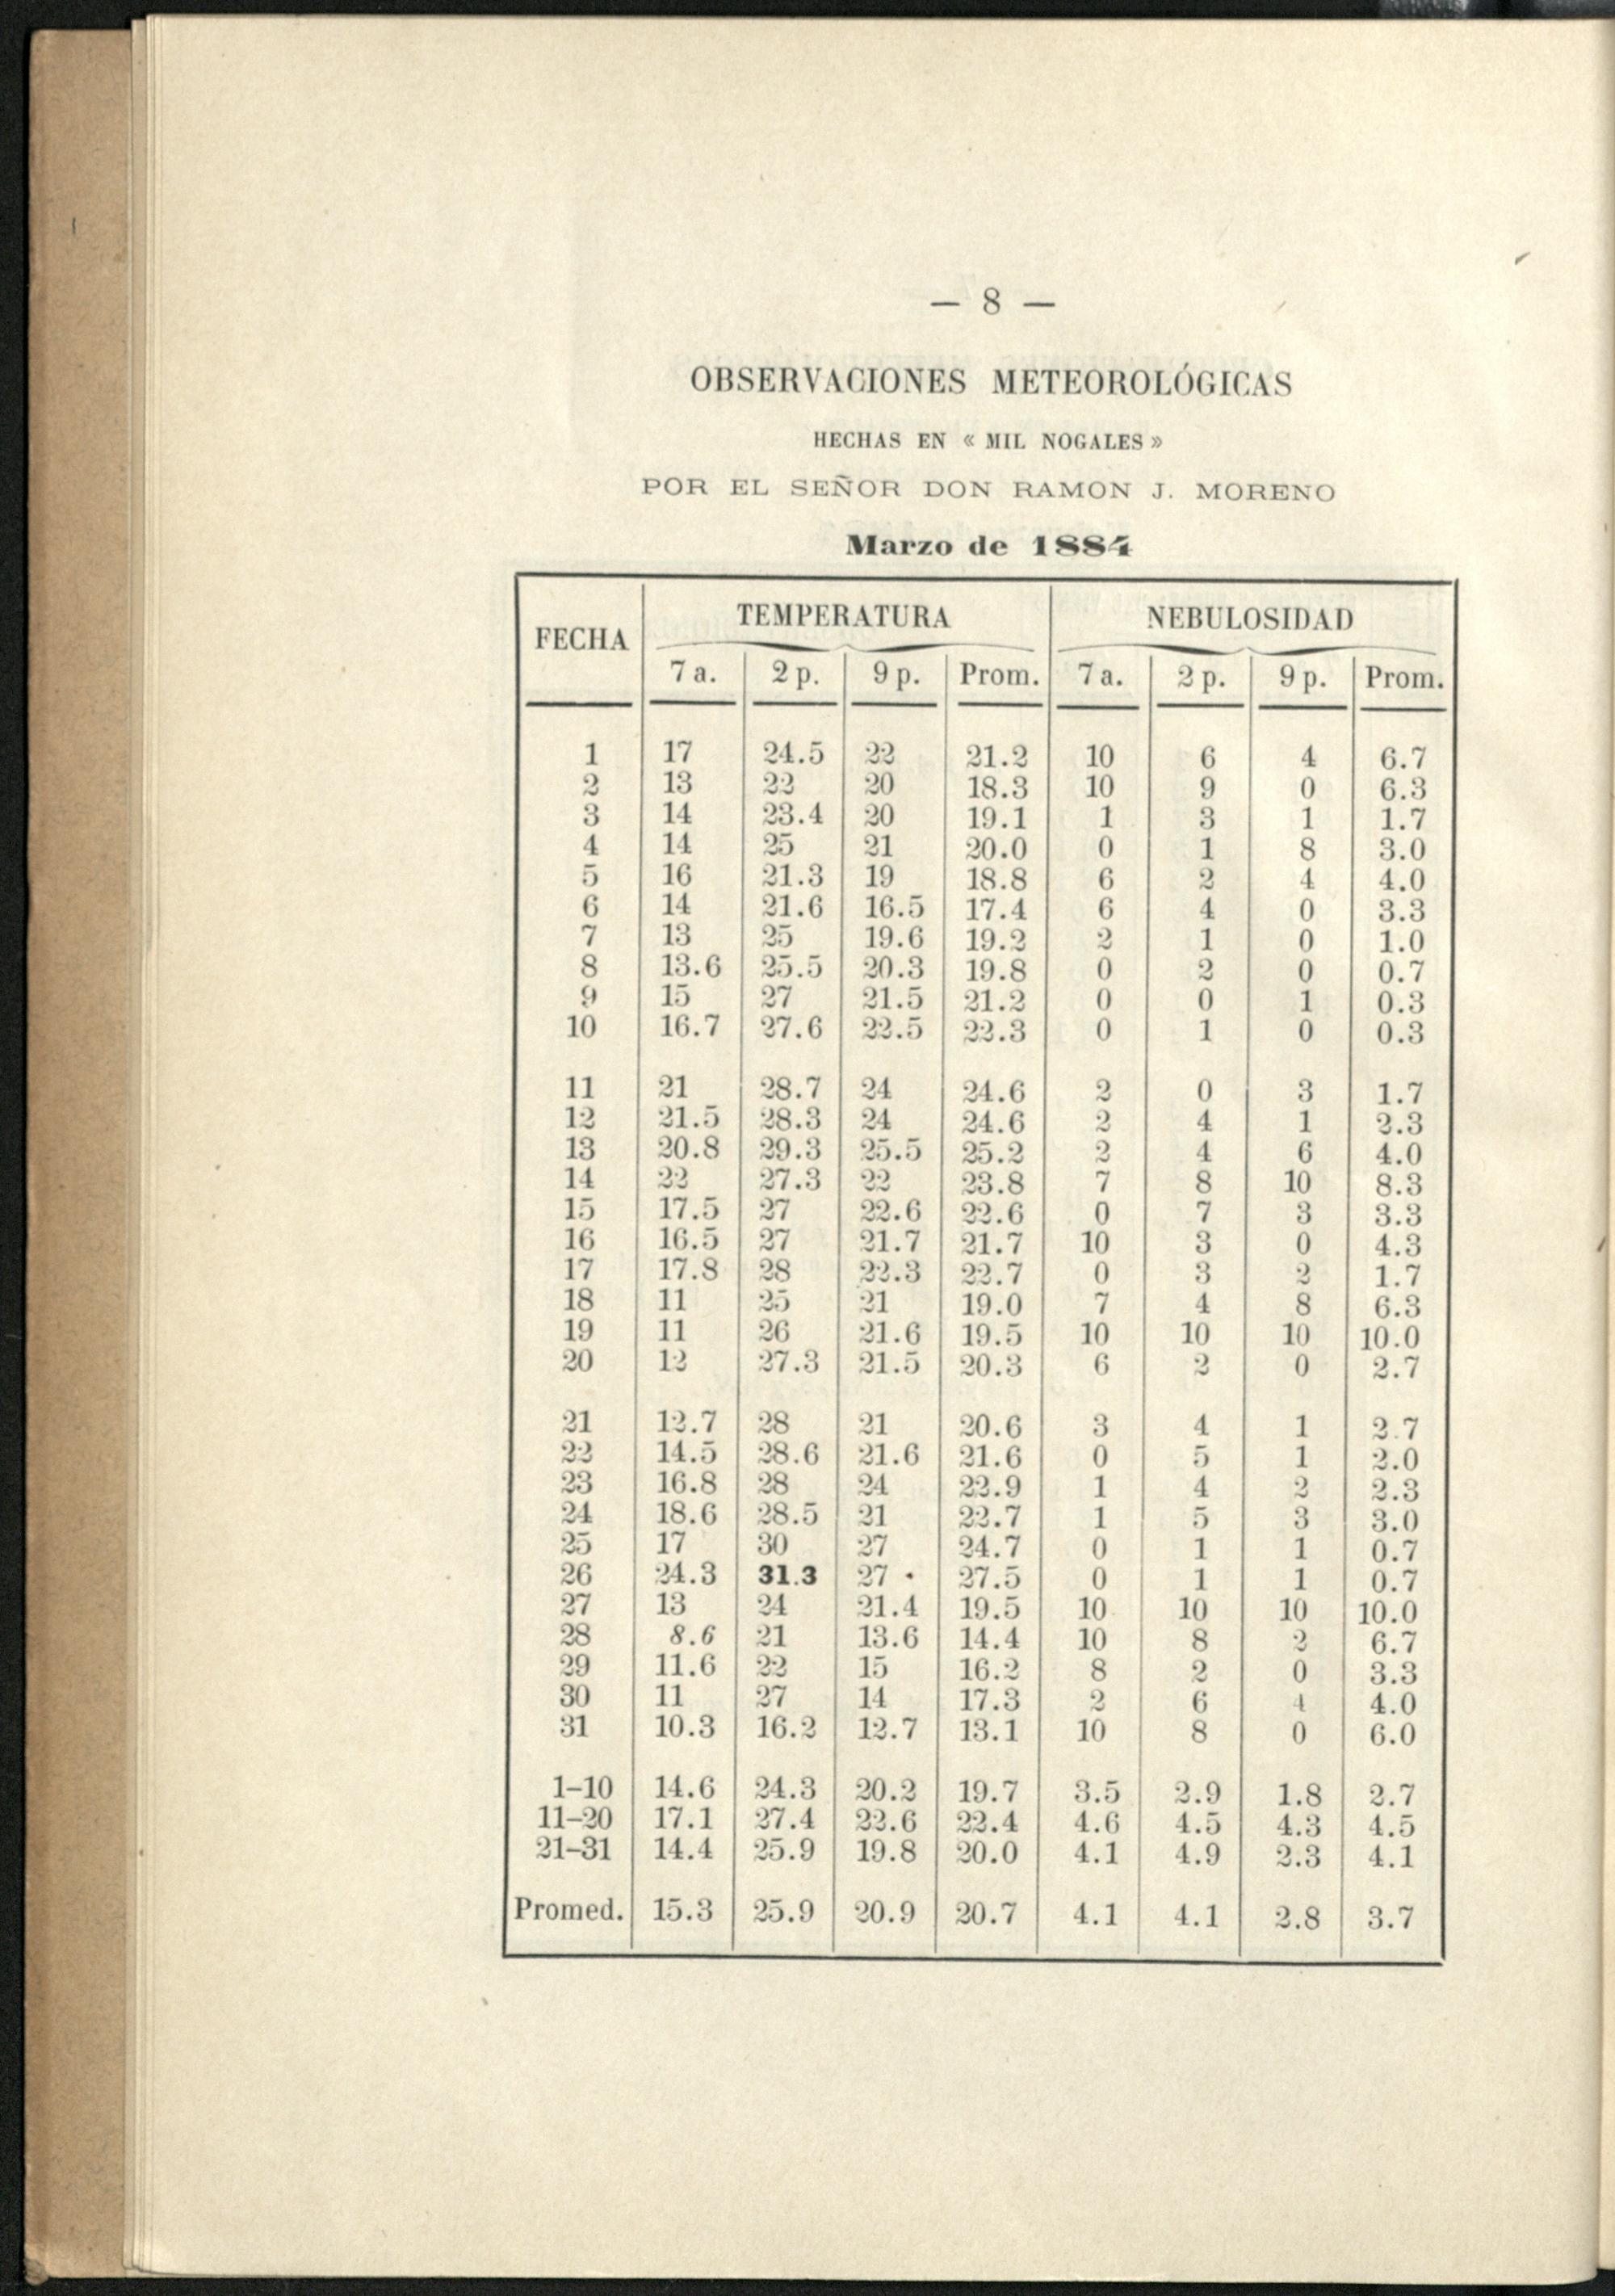 — 8 —
OBSERVACIONES METEOROLÓGICAS
HECHAS EN « MIL NOGALES »
POR EL SEÑOR DON RAMON J. MORENO
Marzo de 1884
FECHA TEMPERATURA NEBULOSIDAD
7 a. 2 p. 9 p. Prom. 7 a. 2 p. 9 p. Prom.
1 17 24.5 22 21.2 10 6 4 6.7
2 13 22 20 18.3 10 9 0 6.3
3 14 23.4 20 19.1 1 3 1 1.7
4 14 25 21 20.0 0 1 8 3.0
5 16 21.3 19 18.8 6 2 4 4.0
6 14 21.6 16.5 17.4 6 4 0 3.3
7 13 25 19.6 19.2 2 1 0 1.0
8 13.6 25.5 20.3 19.8 0 2 0 0.7
9 15 27 21.5 21.2 0 0 1 0.3
10 16.7 27.6 22.5 22.3 0 1 0 0.3
11 21 28.7 24 24.6 2 0 3 1.7
12 21.5 28.3 24 24.6 2 4 1 2.3
13 20.8 29.3 25.5 25.2 2 4 6 4.0
14 22 27.3 22 23.8 7 8 10 8.3
15 17.5 27 22.6 22.6 0 7 3 3.3
16 16.5 27 21.7 21.7 10 3 0 4.3
17 17.8 28 22.3 22.7 0 3 2 1.7
18 11 25 21 19.0 7 4 8 6.3
19 11 26 21.6 19.5 10 10 10 10.0
20 12 27.3 21.5 20.3 6 2 0 2.7
21 12.7 28 21 20.6 3 4 1 2.7
22 14.5 28.6 21.6 21.6 0 5 1 2.0
23 16.8 28 24 22.9 1 4 2 2.3
24 18.6 28.5 21 22.7 1 5 3 3.0
25 17 30 27 24.7 0 1 1 0.7
26 24.3 31.3 27 27.5 0 1 1 0.7
27 13 24 21.4 19.5 10 10 10 10.0
28 8.6 21 13.6 14.4 10 8 2 6.7
29 11.6 22 15 16.2 8 2 0 3.3
30 11 27 14 17.3 2 6 4 4.0
31 10.3 16.2 12.7 13.1 10 8 0 6.0
1–10 14.6 24.3 20.2 19.7 3.5 2.9 1.8 2.7
11–20 17.1 27.4 22.6 22.4 4.6 4.5 4.3 4.5
21–31 14.4 25.9 19.8 20.0 4.1 4.9 2.3 4.1
Promed. 15.3 25.9 20.9 20.7 4.1 4.1 2.8 3.7